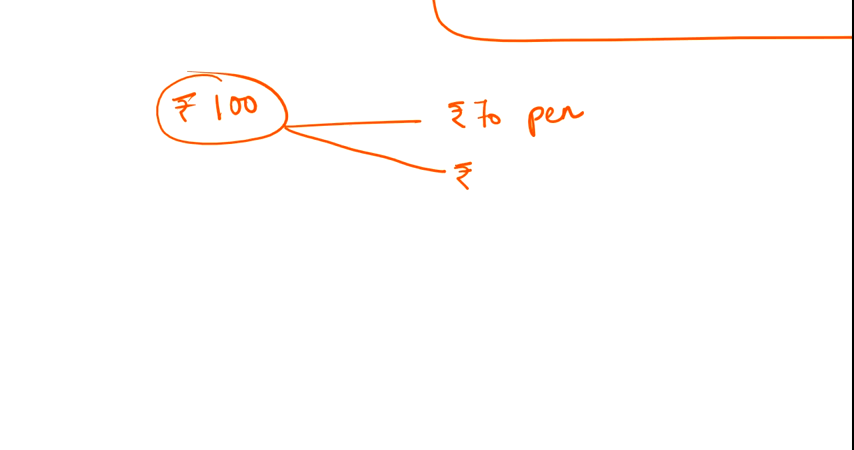 ₹ 100
₹ 70 pen
₹